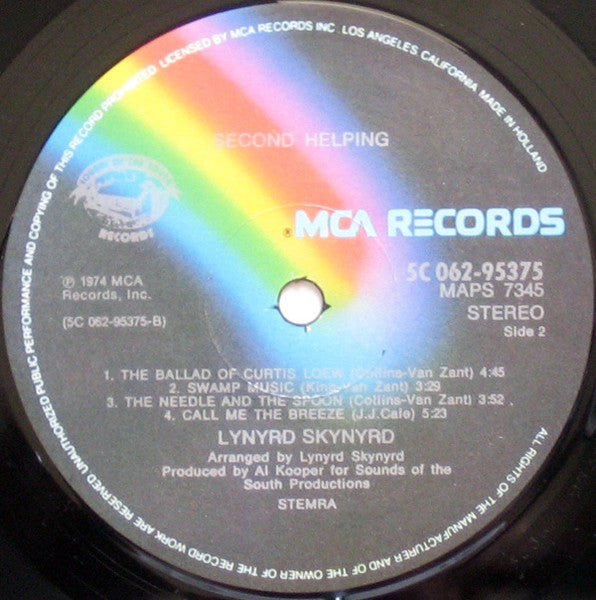 UNAUTHORIZED PUBLIC PERFORMANCE AND COPYING OF THIS RECORD PROHIBITED. LICENSED BY MCA RECORDS INC. LOS ANGELES, CALIFORNIA MADE IN HOLLAND
SECOND HELPING
SOUNDS OF THE SOUTH
RECORDS
® MCA RECORDS
5C 062-95375
MAPS 7345
STEREO
Side 2
℗ 1974 MCA
Records, Inc.
(5C 062-95375-B)
1. THE BALLAD OF CURTIS LOEW (Collins-Van Zant) 4:45
2. SWAMP MUSIC (King-Van Zant) 3:29
3. THE NEEDLE AND THE SPOON (Collins-Van Zant) 3:52
4. CALL ME THE BREEZE (J.J.Cale) 5:23
LYNYRD SKYNYRD
Arranged by Lynyrd Skynyrd
Produced by Al Kooper for Sounds of the
South Productions
STEMRA
ALL RIGHTS OF THE MANUFACTURER AND OF THE OWNER OF THE RECORD WORK ARE RESERVED